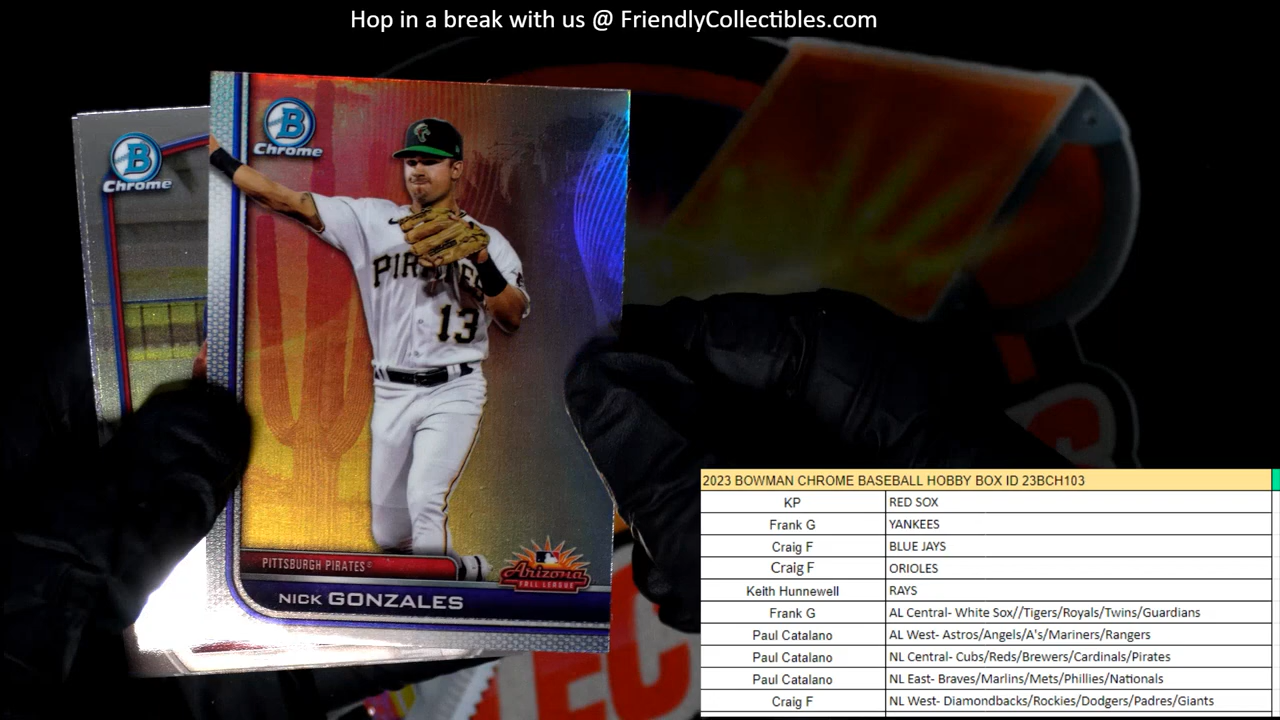 Hop in a break with us @ FriendlyCollectibles.com
B
Chrome
B
Chrome
PIRATES
13
PITTSBURGH PIRATES
Arizona
FALL LEAGUE
NICK GONZALES
2023 BOWMAN CHROME BASEBALL HOBBY BOX ID 23BCH103
KP RED SOX
Frank G YANKEES
Craig F BLUE JAYS
Craig F ORIOLES
Keith Hunnewell RAYS
Frank G AL Central- White Sox//Tigers/Royals/Twins/Guardians
Paul Catalano AL West- Astros/Angels/A's/Mariners/Rangers
Paul Catalano NL Central- Cubs/Reds/Brewers/Cardinals/Pirates
Paul Catalano NL East- Braves/Marlins/Mets/Phillies/Nationals
Craig F NL West- Diamondbacks/Rockies/Dodgers/Padres/Giants